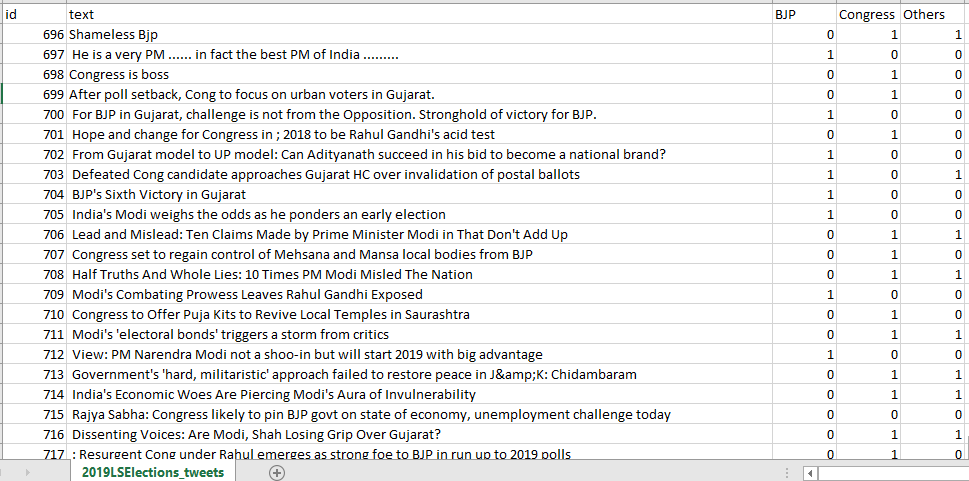 id text BJP Congress Others
696 Shameless Bjp 0 1 1
697 He is a very PM ...... in fact the best PM of India ......... 1 0 0
698 Congress is boss 0 1 0
699 After poll setback, Cong to focus on urban voters in Gujarat. 0 1 0
700 For BJP in Gujarat, challenge is not from the Opposition. Stronghold of victory for BJP. 1 0 0
701 Hope and change for Congress in ; 2018 to be Rahul Gandhi's acid test 0 1 0
702 From Gujarat model to UP model: Can Adityanath succeed in his bid to become a national brand? 1 0 0
703 Defeated Cong candidate approaches Gujarat HC over invalidation of postal ballots 1 0 1
704 BJP's Sixth Victory in Gujarat 1 0 0
705 India's Modi weighs the odds as he ponders an early election 1 0 0
706 Lead and Mislead: Ten Claims Made by Prime Minister Modi in That Don't Add Up 0 1 1
707 Congress set to regain control of Mehsana and Mansa local bodies from BJP 0 1 0
708 Half Truths And Whole Lies: 10 Times PM Modi Misled The Nation 0 1 1
709 Modi's Combating Prowess Leaves Rahul Gandhi Exposed 1 0 0
710 Congress to Offer Puja Kits to Revive Local Temples in Saurashtra 0 1 0
711 Modi's 'electoral bonds' triggers a storm from critics 0 1 1
712 View: PM Narendra Modi not a shoo-in but will start 2019 with big advantage 1 0 0
713 Government's 'hard, militaristic' approach failed to restore peace in J&amp;K: Chidambaram 0 1 1
714 India's Economic Woes Are Piercing Modi's Aura of Invulnerability 0 1 1
715 Rajya Sabha: Congress likely to pin BJP govt on state of economy, unemployment challenge today 0 0 0
716 Dissenting Voices: Are Modi, Shah Losing Grip Over Gujarat? 0 1 1
717 : Resurgent Cong under Rahul emerges as strong foe to BJP in run up to 2019 polls 0 1 0
2019LSElections_tweets